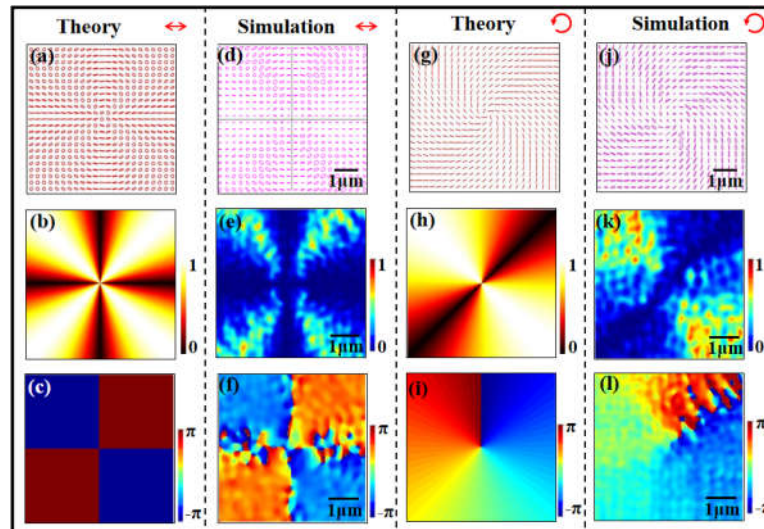 Theory Simulation Theory Simulation
(a) (d) (g) (j)
1μm 1μm
(b) (e) (h) (k)
1 1 1 1
0 1μm 0 0 1μm 0
(c) (f) (i) (l)
π π π π
-π 1μm -π -π 1μm